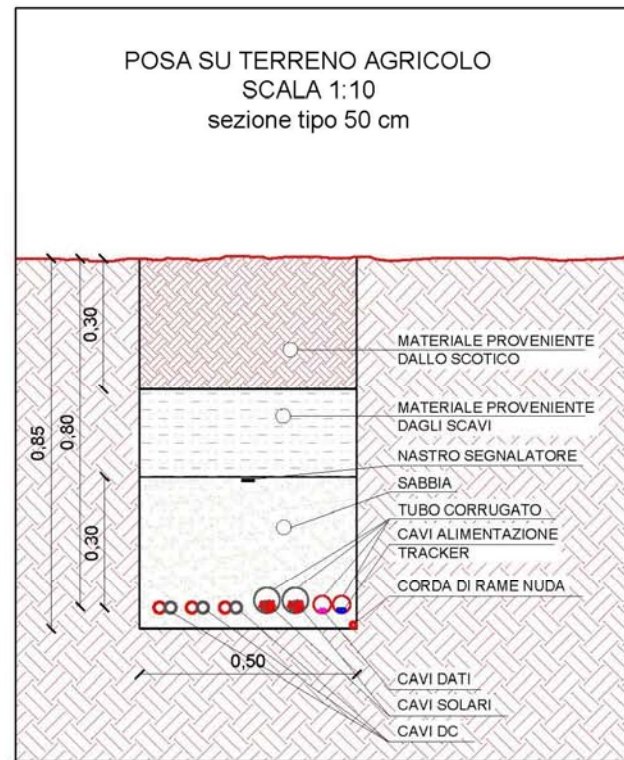 POSA SU TERRENO AGRICOLO
SCALA 1:10
sezione tipo 50 cm
0,30
0,85
0,80
0,30
0,50
MATERIALE PROVENIENTE
DALLO SCOTICO
MATERIALE PROVENIENTE
DAGLI SCAVI
NASTRO SEGNALATORE
SABBIA
TUBO CORRUGATO
CAVI ALIMENTAZIONE
TRACKER
CORDA DI RAME NUDA
CAVI DATI
CAVI SOLARI
CAVI DC